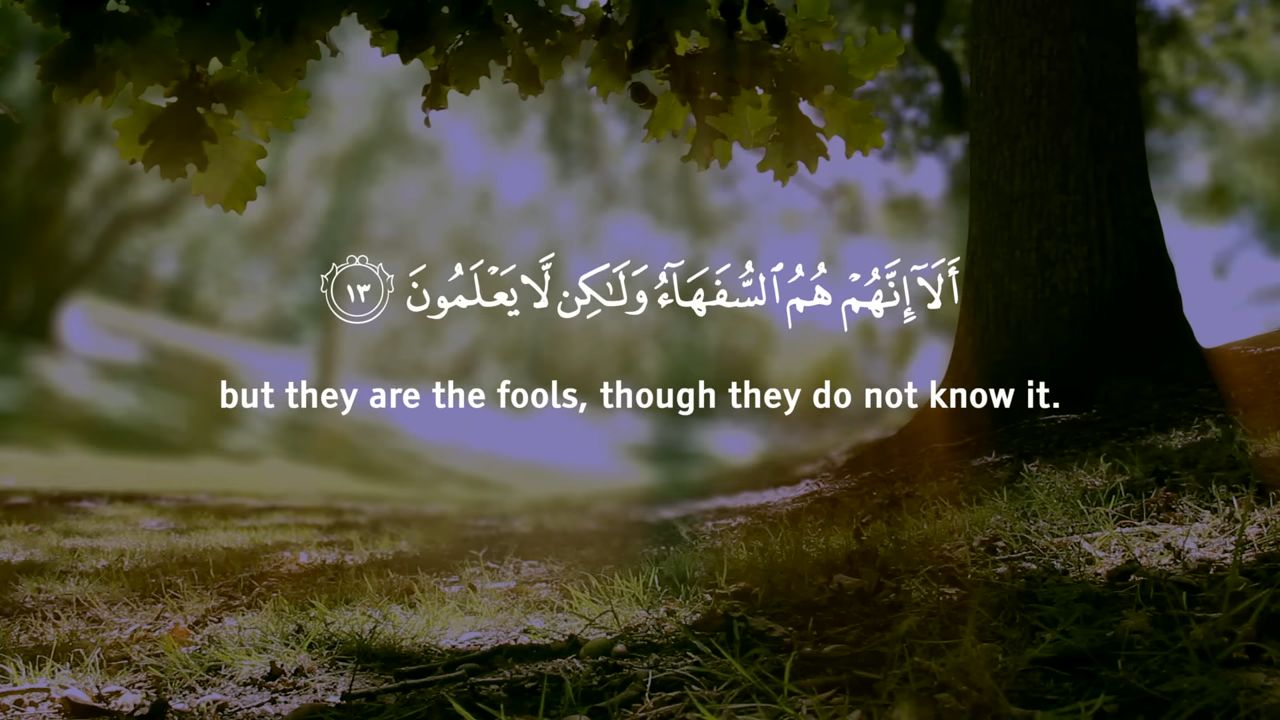 أَلَآ إِنَّهُمْ هُمُ ٱلسُّفَهَآءُ وَلَـٰكِن لَّا يَعْلَمُونَ ١٣
but they are the fools, though they do not know it.